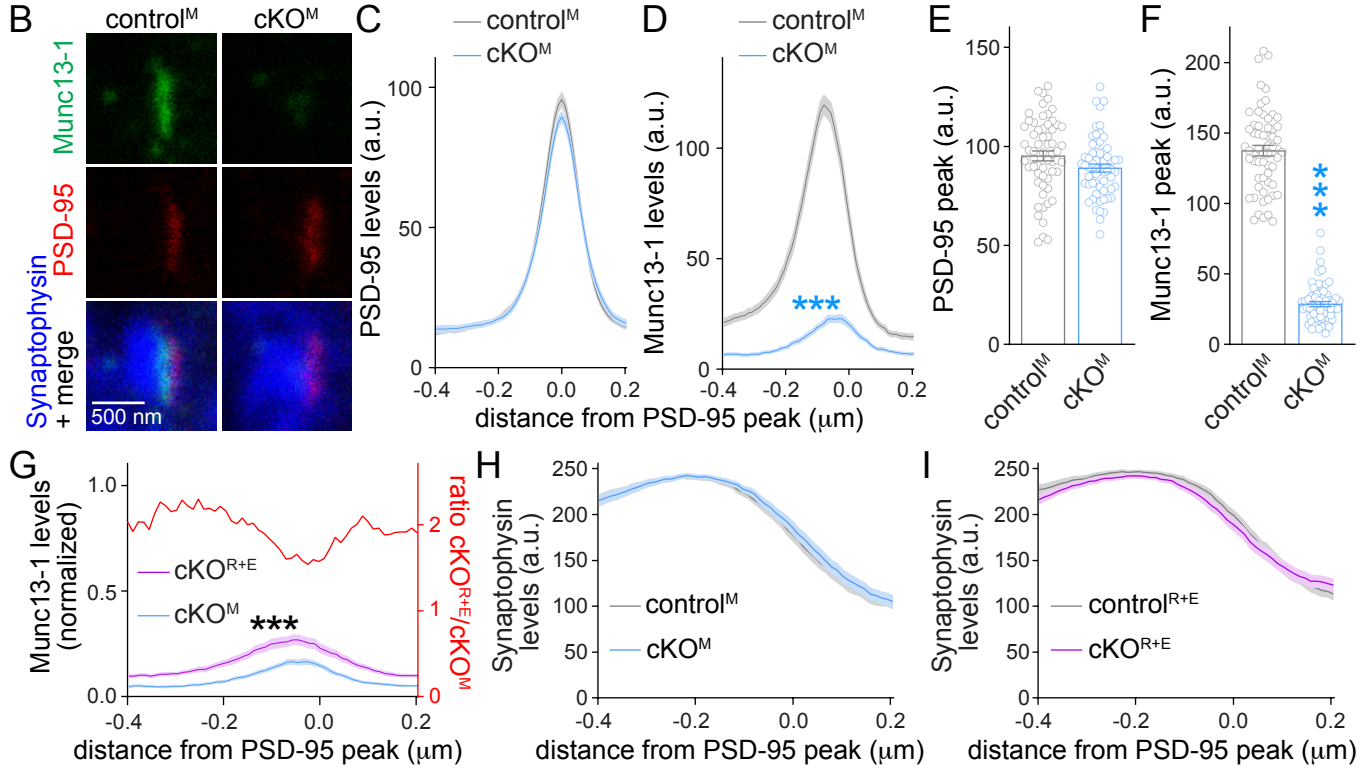 B
control^M
cKO^M
Munc13-1
PSD-95
Synaptophysin
+ merge
500 nm
C
control^M
cKO^M
PSD-95 levels (a.u.)
100
50
0
-0.4
-0.2
0.0
0.2
D
control^M
cKO^M
Munc13-1 levels (a.u.)
100
50
0
***
-0.4
-0.2
0.0
0.2
distance from PSD-95 peak (μm)
E
PSD-95 peak (a.u.)
150
100
50
0
control^M
cKO^M
F
Munc13-1 peak (a.u.)
200
150
100
50
0
***
control^M
cKO^M
G
Munc13-1 levels
(normalized)
1.0
0.5
0.0
cKO^R+E
cKO^M
***
2
1
0
ratio cKO^R+E/cKO^M
-0.4
-0.2
0.0
0.2
distance from PSD-95 peak (μm)
H
Synaptophysin
levels (a.u.)
250
200
150
100
50
0
control^M
cKO^M
-0.4
-0.2
0.0
0.2
distance from PSD-95 peak (μm)
I
Synaptophysin
levels (a.u.)
250
200
150
100
50
0
control^R+E
cKO^R+E
-0.4
-0.2
0.0
0.2
distance from PSD-95 peak (μm)